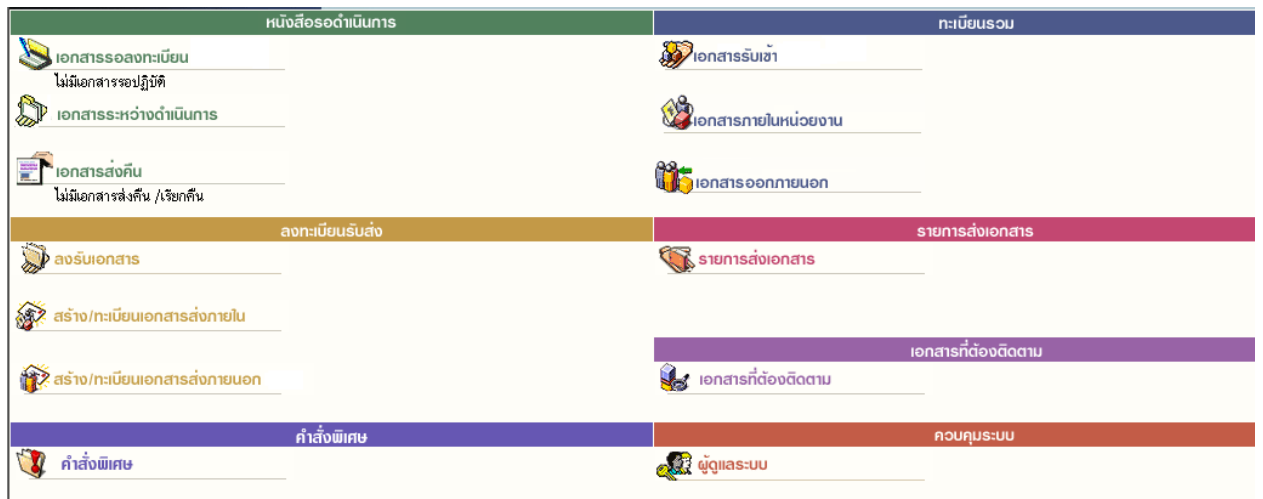 หนังสือรอดำเนินการ
เอกสารรอลงทะเบียน
ไม่มีเอกสารรอปฏิบัติ
เอกสารระหว่างดำเนินการ
เอกสารส่งคืน
ไม่มีเอกสารส่งคืน /เรียกคืน
ทะเบียนรวม
เอกสารรับเข้า
เอกสารภายในหน่วยงาน
เอกสารออกภายนอก
ลงทะเบียนรับส่ง
ลงรับเอกสาร
สร้าง/ทะเบียนเอกสารส่งภายใน
สร้าง/ทะเบียนเอกสารส่งภายนอก
รายการส่งเอกสาร
รายการส่งเอกสาร
เอกสารที่ต้องติดตาม
เอกสารที่ต้องติดตาม
คำสั่งพิเศษ
คำสั่งพิเศษ
ควบคุมระบบ
ผู้ดูแลระบบ